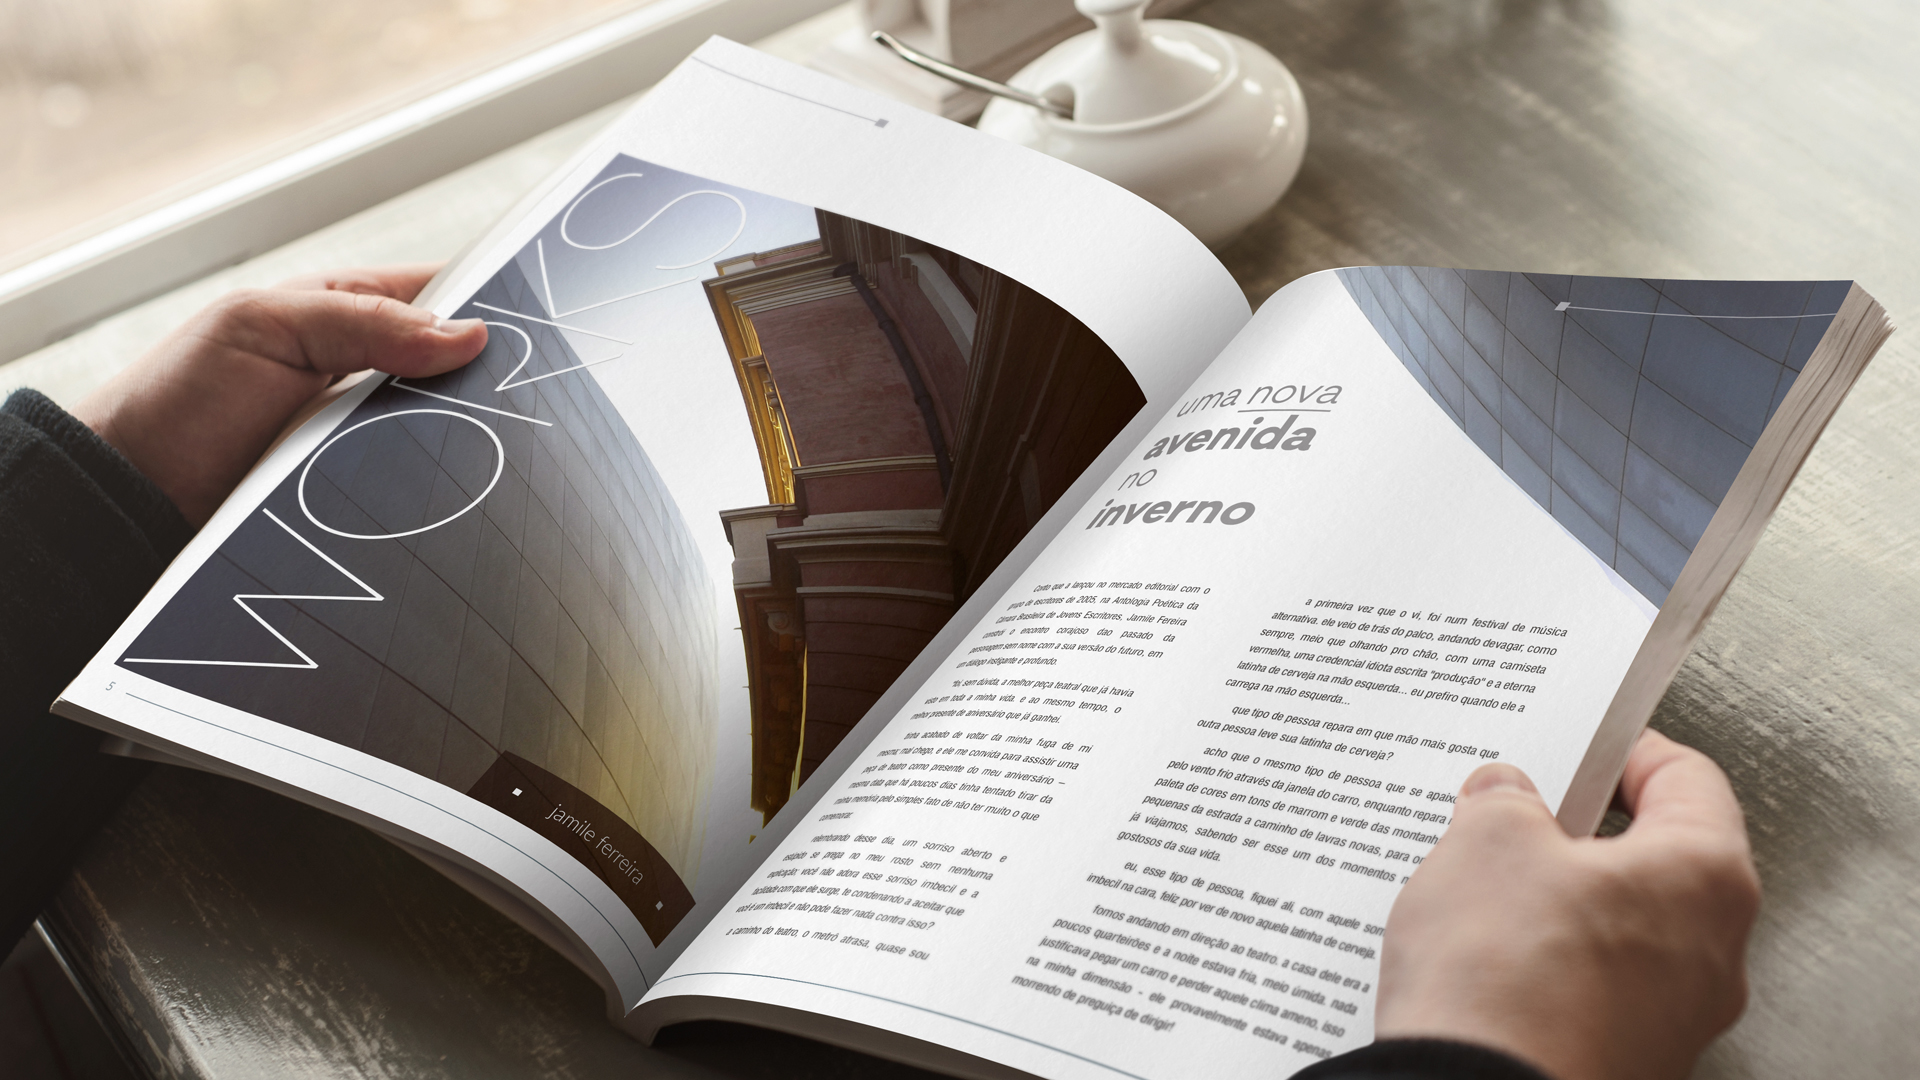 WORKS
5
jamile ferreira
uma nova
avenida
no
inverno
Conto que a lançou no mercado editorial com o
grupo de escritores de 2005, na Antologia Poética da
Câmara Brasileira de Jovens Escritores, Jamile Fereira
constrói o encontro corajoso dao pasado da
personagem sem nome com a sua versão do futuro, em
um diálogo instigante e profundo.
"foi, sem dúvida, a melhor peça teatral que já havia
visto em toda a minha vida. e ao mesmo tempo, o
melhor presente de aniversário que já ganhei.
tinha acabado de voltar da minha fuga de mi
mesma, mal chego, e ele me convida para assistir uma
peça de teatro como presente do meu aniversário –
mesma data que há poucos dias tinha tentado tirar da
minha memória pelo simples fato de não ter muito o que
comemorar.
relembrando desse dia, um sorriso aberto e
estúpido se prega no meu rosto sem nenhuma
explicação; você não adora esse sorriso imbecil e a
facilidade com que ele surge, te condenando a aceitar que
você é um imbecil e não pode fazer nada contra isso?
a caminho do teatro, o metrô atrasa, quase sou
a primeira vez que o vi, foi num festival de música
alternativa. ele veio de trás do palco, andando devagar, como
sempre, meio que olhando pro chão, com uma camiseta
vermelha, uma credencial idiota escrita "produção" e a eterna
latinha de cerveja na mão esquerda... eu prefiro quando ele a
carrega na mão esquerda...
que tipo de pessoa repara em que mão mais gosta que
outra pessoa leve sua latinha de cerveja?
acho que o mesmo tipo de pessoa que se
pelo vento frio através da janela do carro, enquanto repara
paleta de cores em tons de marrom e verde das
pequenas da estrada a caminho de lavras novas, para
já viajamos, sabendo ser esse um dos momentos
gostosos da sua vida.
eu, esse tipo de pessoa, fiquei ali, com aquele
imbecil na cara, feliz por ver de novo aquela latinha de cerveja.
fomos andando em direção ao teatro. a casa dele era a
poucos quarteirões e a noite estava fria, meio úmida. nada
justificava pegar um carro e perder aquele clima ameno, isso
na minha dimensão - ele provavelmente estava apenas
morrendo de preguiça de dirigir!